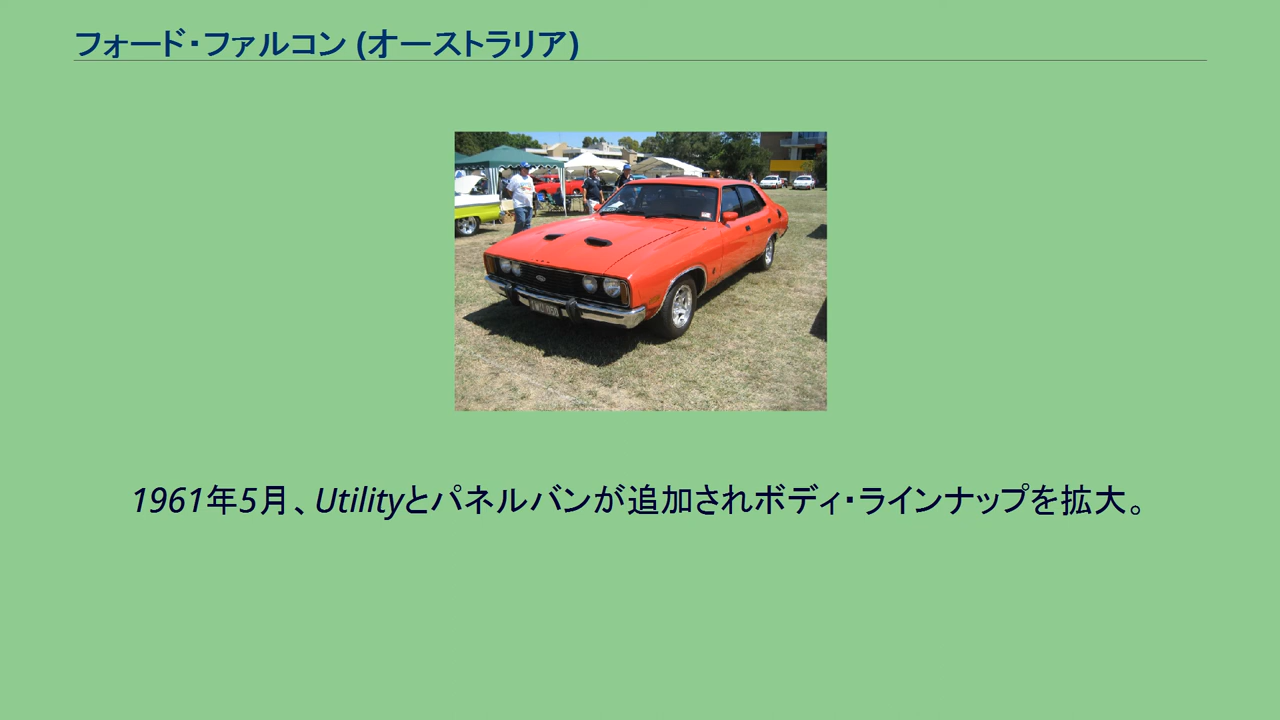 フォード・ファルコン (オーストラリア)
1961年5月、Utilityとパネルバンが追加されボディ・ラインナップを拡大。